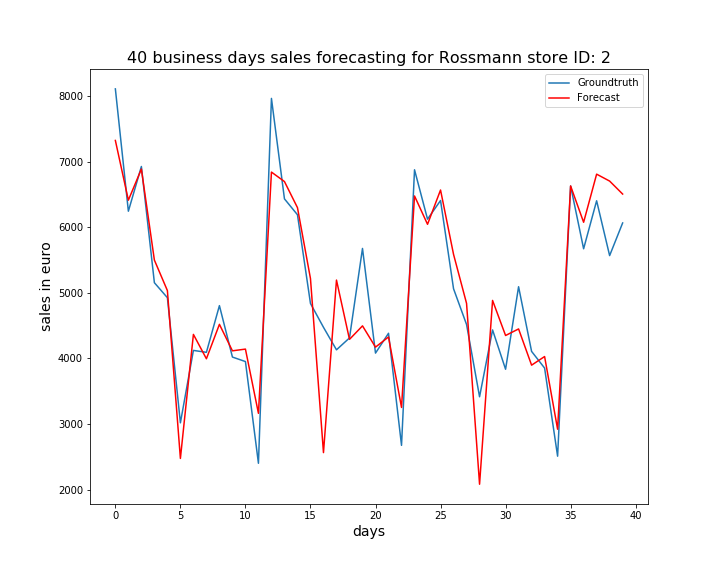 40 business days sales forecasting for Rossmann store ID: 2
Groundtruth
Forecast
8000
7000
6000
5000
4000
3000
2000
sales in euro
0 5 10 15 20 25 30 35 40
days